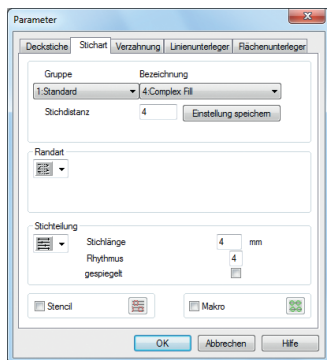 Parameter
Deckstiche Stichart Verzahnung Linienunterleger Flächenunterleger
Gruppe Bezeichnung
1:Standard 4:Complex Fill
Stichdistanz 4 Einstellung speichern
Randart
Stichteilung
Stichlänge 4 mm
Rhythmus 4
gespiegelt
Stencil Makro
OK Abbrechen Hilfe